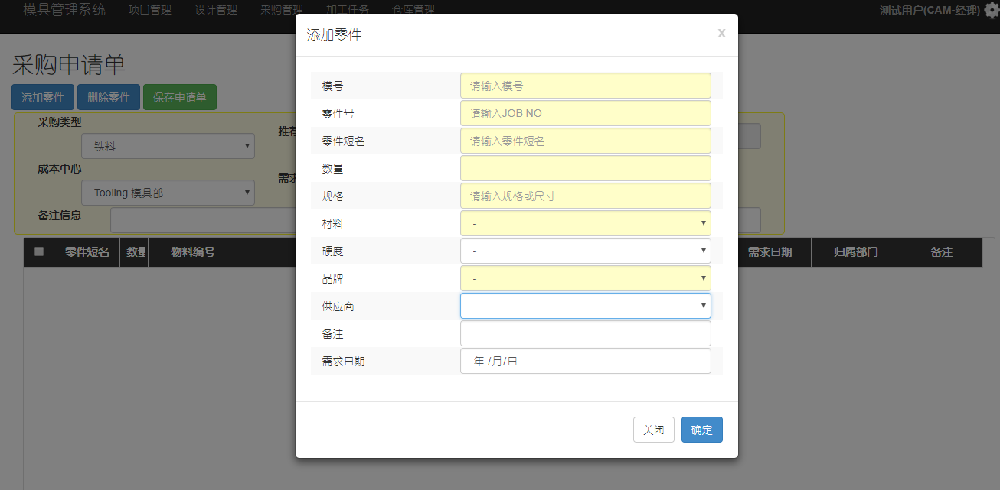 模具管理系统 项目管理 设计管理 采购管理 加工任务 仓库管理 测试用户(CAM-经理)
添加零件 x
采购申请单
添加零件 删除零件 保存申请单
采购类型 推荐
铁料
成本中心 需求
Tooling 模具部
备注信息
零件短名 数量 物料编号 需求日期 归属部门 备注
模号 请输入模号
零件号 请输入JOB NO
零件短名 请输入零件短名
数量
规格 请输入规格或尺寸
材料 -
硬度 -
品牌 -
供应商 -
备注
需求日期 年 /月/日
关闭 确定